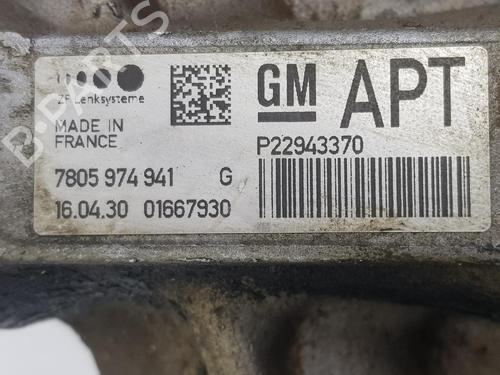 ZF Lenksysteme
MADE IN
FRANCE
7805 974 941 G
16.04.30 01667930
GM APT
P22943370
B-PARTS